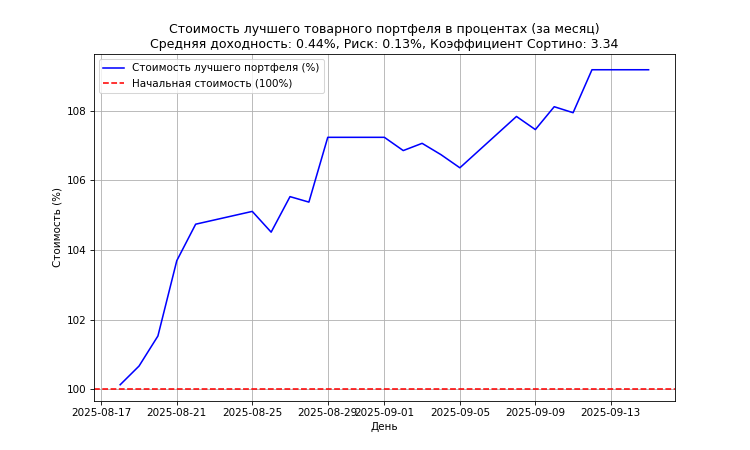 Стоимость лучшего товарного портфеля в процентах (за месяц)
Средняя доходность: 0.44%, Риск: 0.13%, Коэффициент Сортино: 3.34
Стоимость лучшего портфеля (%)
Начальная стоимость (100%)
Стоимость (%)
108
106
104
102
100
2025-08-17 2025-08-21 2025-08-25 2025-08-29 2025-09-01 2025-09-05 2025-09-09 2025-09-13
День